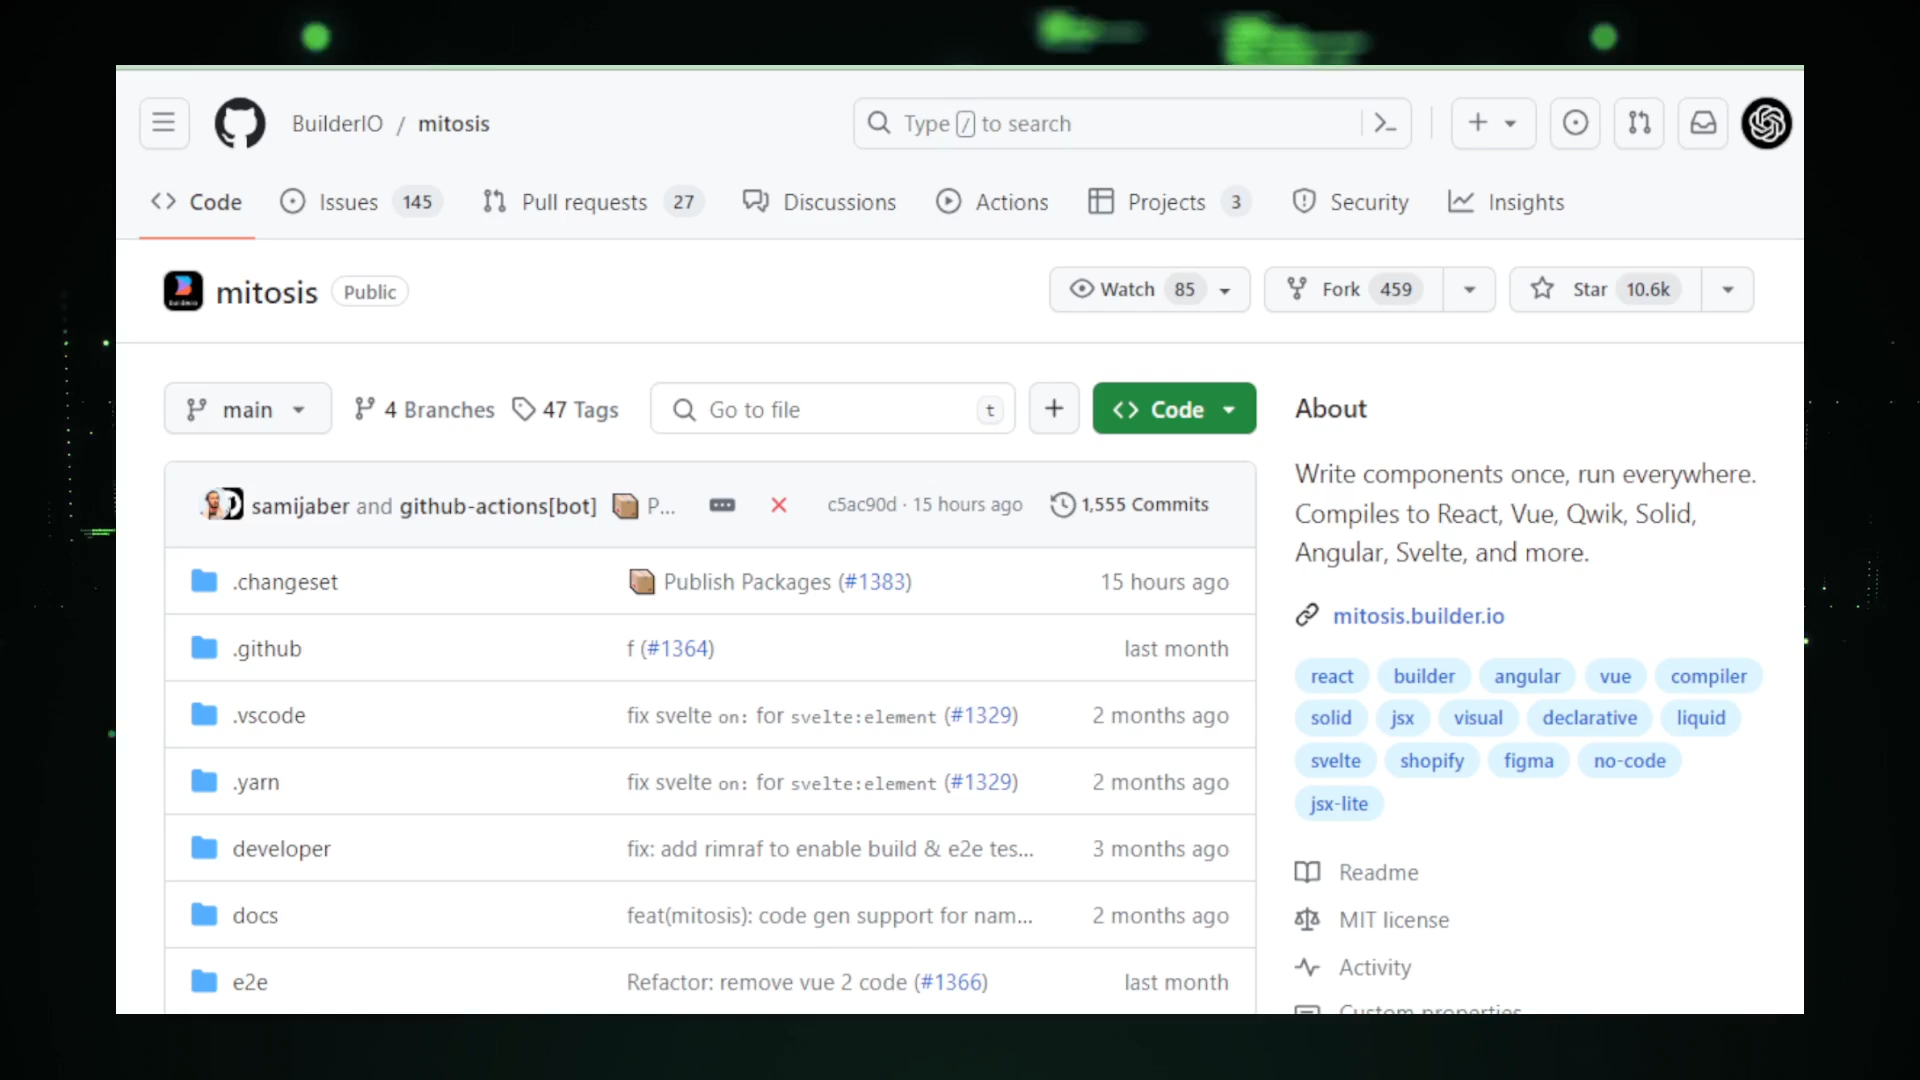 BuilderIO / mitosis
Type / to search
Code Issues 145 Pull requests 27 Discussions Actions Projects 3 Security Insights
mitosis Public
Watch 85 Fork 459 Star 10.6k
main 4 Branches 47 Tags Go to file t + Code
samijaber and github-actions[bot] P... c5ac90d · 15 hours ago 1,555 Commits
.changeset Publish Packages (#1383) 15 hours ago
.github f (#1364) last month
.vscode fix svelte on: for svelte:element (#1329) 2 months ago
.yarn fix svelte on: for svelte:element (#1329) 2 months ago
developer fix: add rimraf to enable build & e2e tes... 3 months ago
docs feat(mitosis): code gen support for nam... 2 months ago
e2e Refactor: remove vue 2 code (#1366) last month
About
Write components once, run everywhere.
Compiles to React, Vue, Qwik, Solid,
Angular, Svelte, and more.
mitosis.builder.io
react builder angular vue compiler
solid jsx visual declarative liquid
svelte shopify figma no-code
jsx-lite
Readme
MIT license
Activity
Custom properties